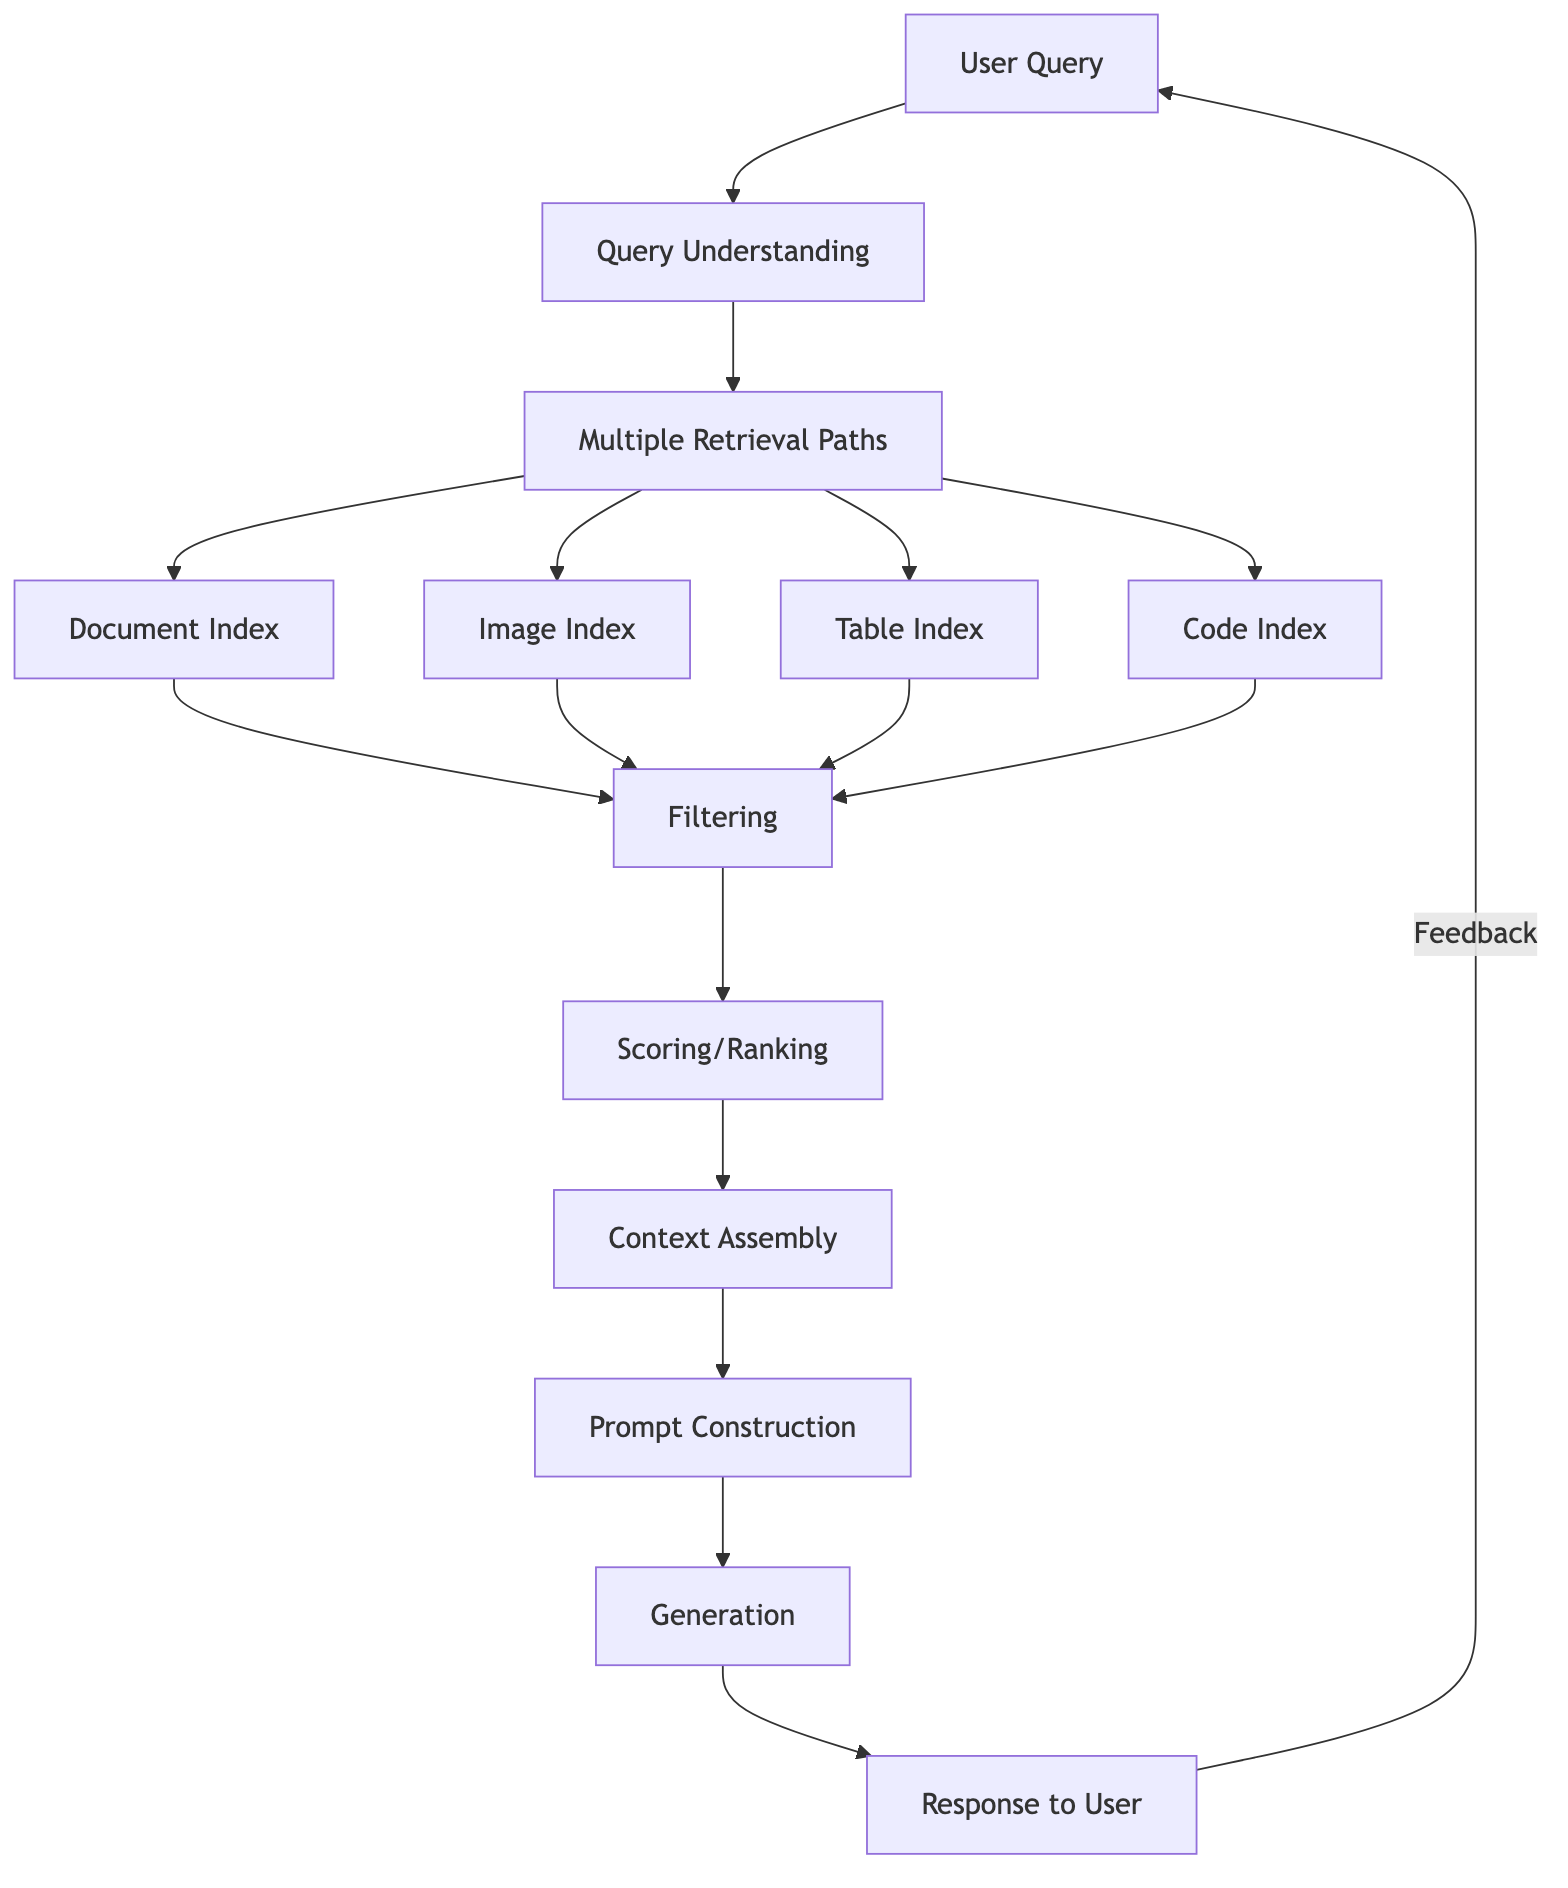 User Query
Query Understanding
Multiple Retrieval Paths
Document Index
Image Index
Table Index
Code Index
Filtering
Feedback
Scoring/Ranking
Context Assembly
Prompt Construction
Generation
Response to User